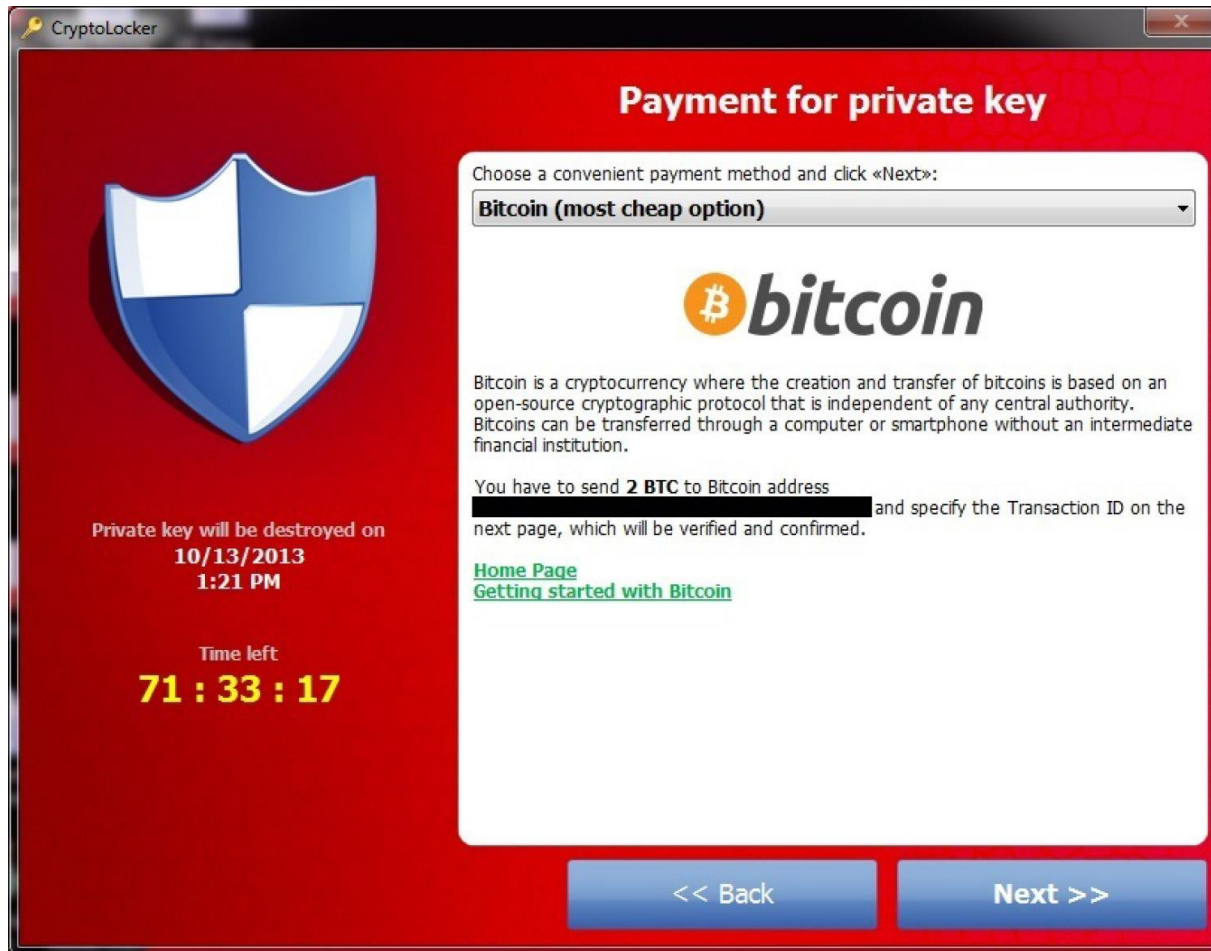 CryptoLocker
Payment for private key
Choose a convenient payment method and click «Next»:
Bitcoin (most cheap option)
bitcoin
Bitcoin is a cryptocurrency where the creation and transfer of bitcoins is based on an
open-source cryptographic protocol that is independent of any central authority.
Bitcoins can be transferred through a computer or smartphone without an intermediate
financial institution.
You have to send 2 BTC to Bitcoin address
and specify the Transaction ID on the
next page, which will be verified and confirmed.
Home Page
Getting started with Bitcoin
Private key will be destroyed on
10/13/2013
1:21 PM
Time left
71 : 33 : 17
<< Back
Next >>